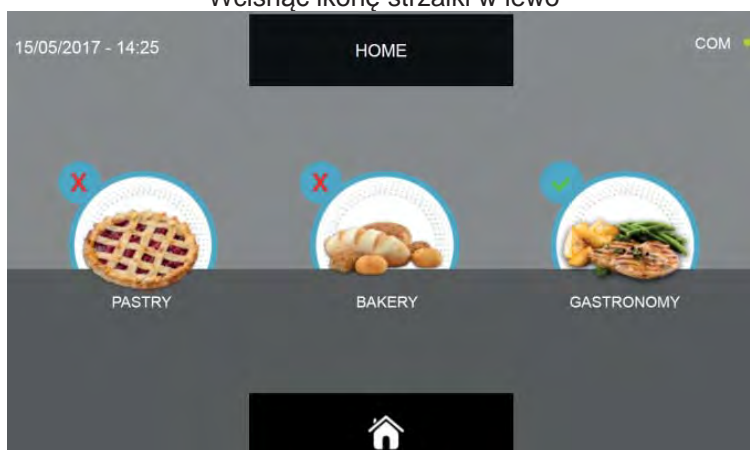 Wcisnąć ikonę strzałki w lewo
15/05/2017 - 14:25
HOME
COM
X
X
PASTRY
BAKERY
GASTRONOMY